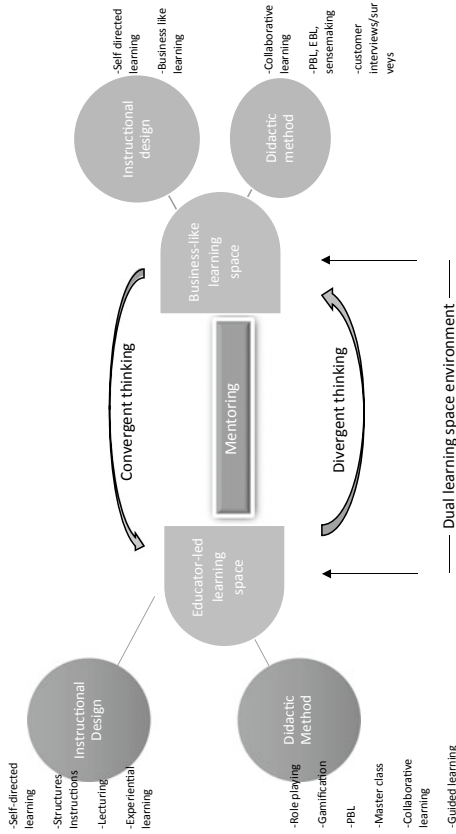 -Self-directed
learning
-Structures
Instructions
-Lecturing
-Experiential
learning
Instructional
Design
-Role playing
-Gamification
-PBL
-Master class
-Collaborative
learning
-Guided learning
Didactic
Method
Educator-led
learning
space
Convergent thinking
Mentoring
Divergent thinking
Business-like
learning
space
Instructional
design
-Self directed
learning
-Business like
learning
Didactic
method
-Collaborative
learning
-PBL, EBL,
sensemaking
-customer
interviews/sur
veys
Dual learning space environment